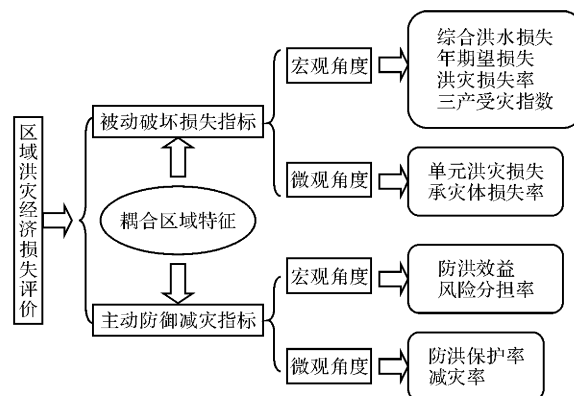 区域洪灾经济损失评价
被动破坏损失指标
耦合区域特征
主动防御减灾指标
宏观角度
综合洪水损失
年期望损失
洪灾损失率
三产受灾指数
微观角度
单元洪灾损失
承灾体损失率
宏观角度
防洪效益
风险分担率
微观角度
防洪保护率
减灾率